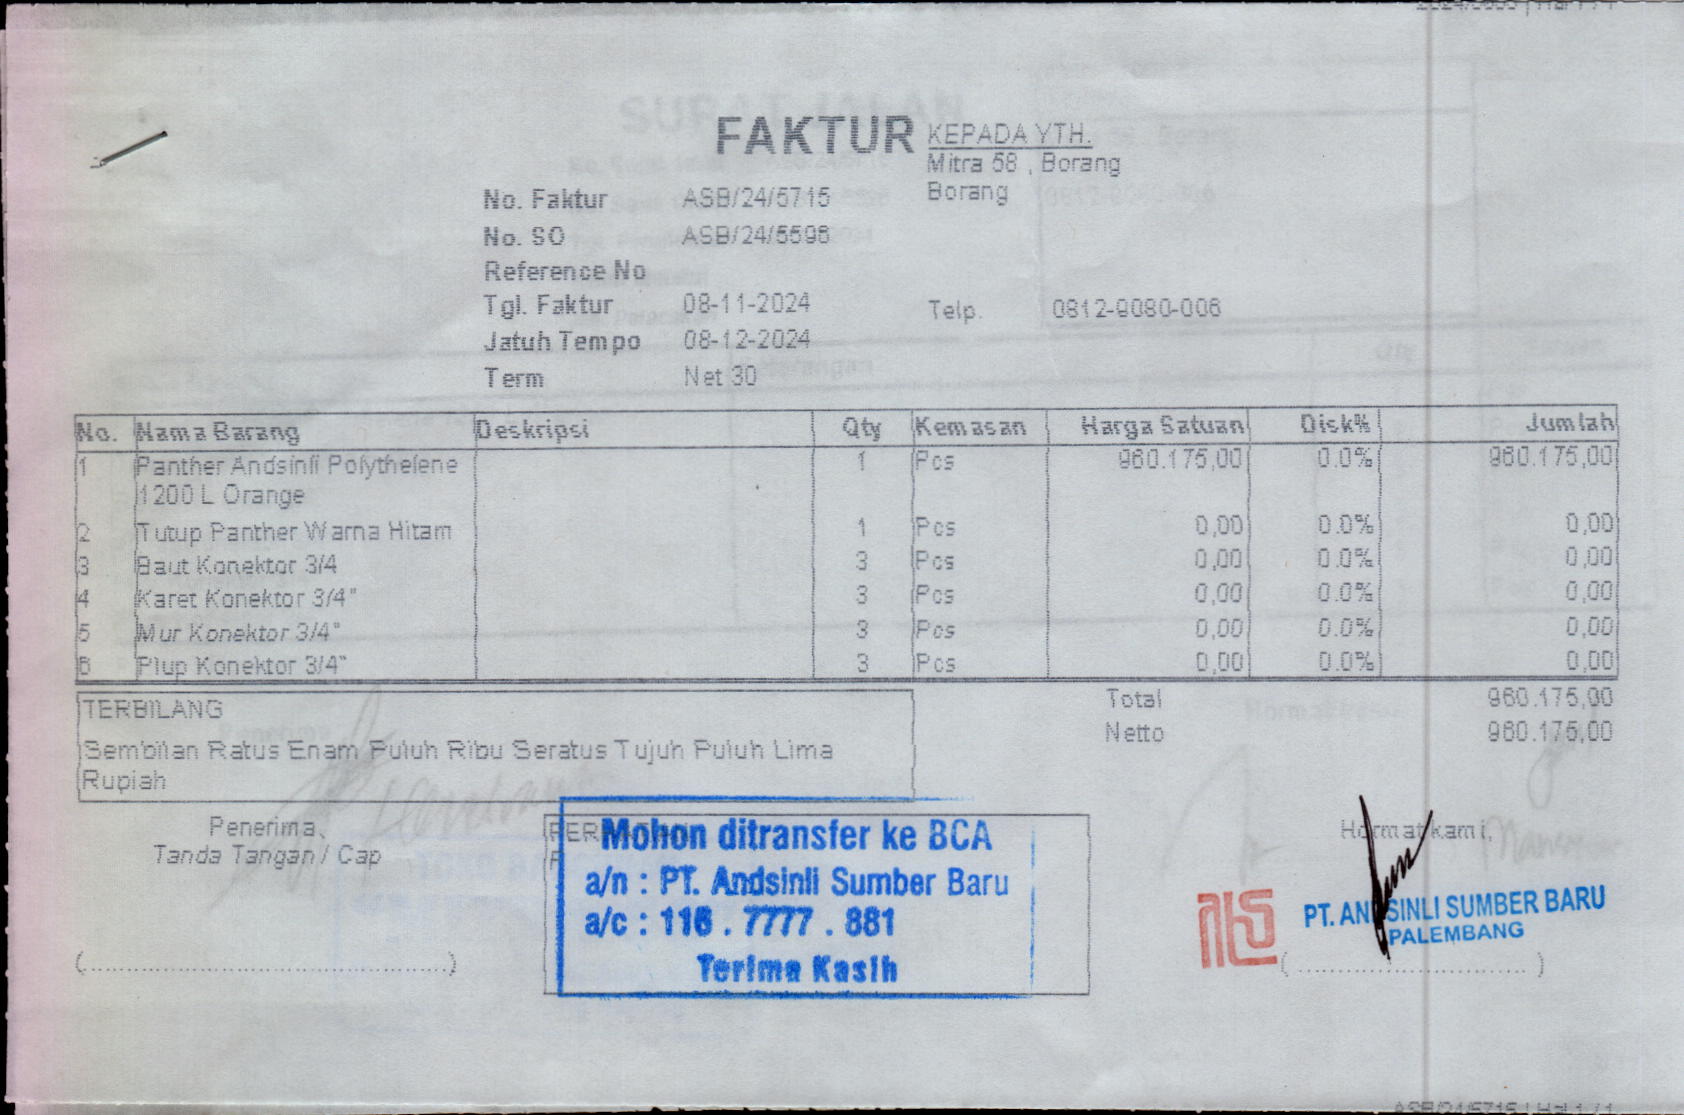 FAKTUR
KEPADA YTH.
Mitra 58 , Borang
Borang
No. Faktur ASB/24/5715
No. SO ASB/24/5596
Reference No
Tgl. Faktur 08-11-2024
Telp. 0812-9080-006
Jatuh Tempo 08-12-2024
Term Net 30
No. Nama Barang Deskripsi Qty Kemasan Harga Satuan Disk% Jumlah
1 Panther Andsinli Polythelene 1 Pcs 960.175,00 0.0% 960.175,00
1200 L Orange
2 Tutup Panther Warna Hitam 1 Pcs 0,00 0.0% 0,00
3 Baut Konektor 3/4 3 Pcs 0,00 0.0% 0,00
4 Karet Konektor 3/4" 3 Pcs 0,00 0.0% 0,00
5 Mur Konektor 3/4" 3 Pcs 0,00 0.0% 0,00
6 Plup Konektor 3/4" 3 Pcs 0,00 0.0% 0,00
TERBILANG
Sembilan Ratus Enam Puluh Ribu Seratus Tujuh Puluh Lima
Rupiah
Total 960.175,00
Netto 960.175,00
Penerima,
Tanda Tangan / Cap
(........................................)
Mohon ditransfer ke BCA
a/n : PT. Andsinli Sumber Baru
a/c : 116 . 7777 . 881
Terima Kasih
Hormat kami,
PT. ANDSINLI SUMBER BARU
PALEMBANG
(........................................)
ASB/24/5715 | Hal 1 / 1